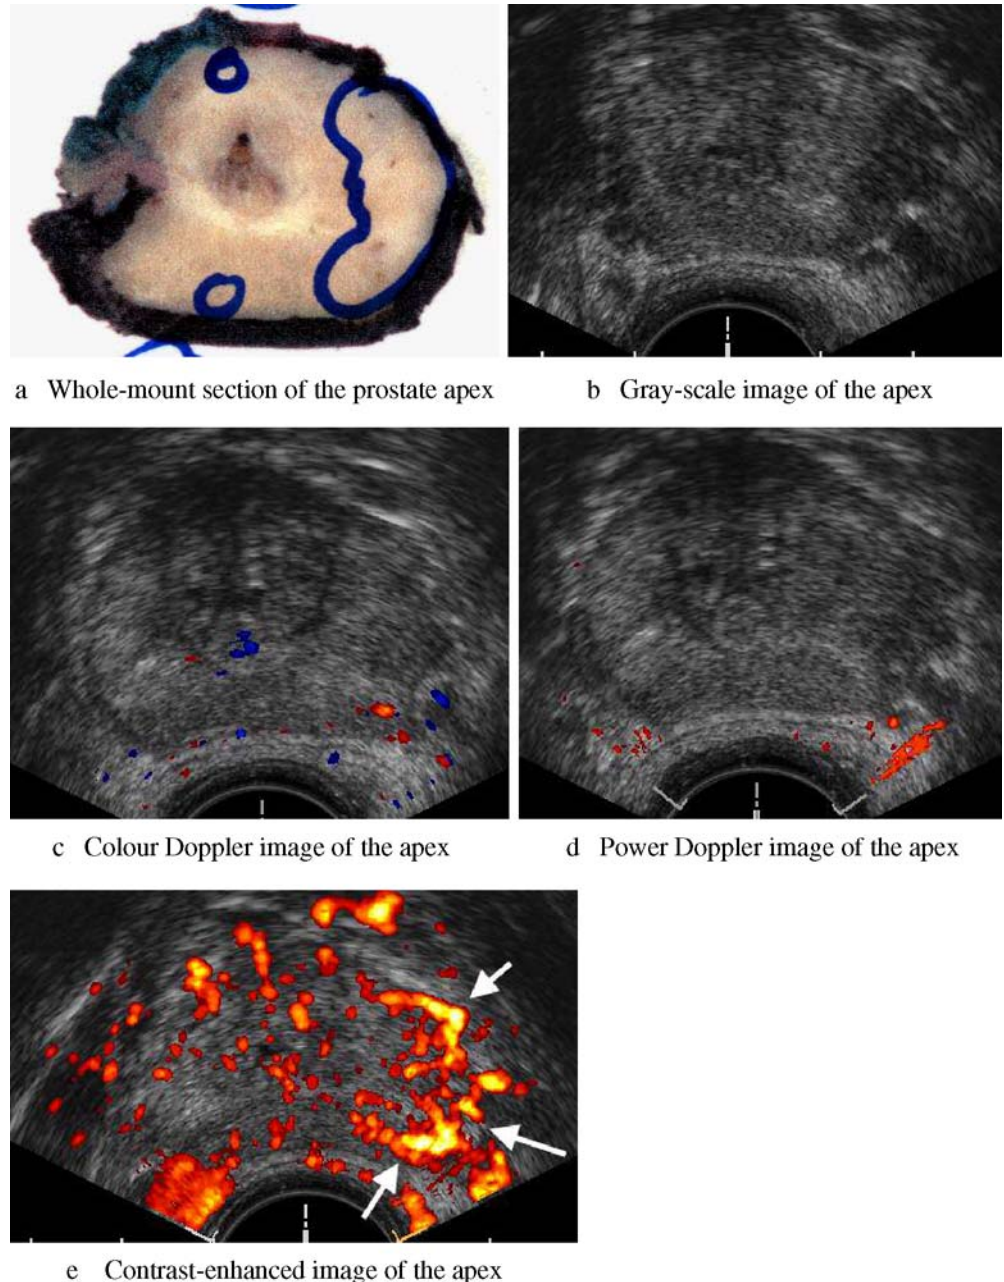 a Whole-mount section of the prostate apex
b Gray-scale image of the apex
c Colour Doppler image of the apex
d Power Doppler image of the apex
e Contrast-enhanced image of the apex